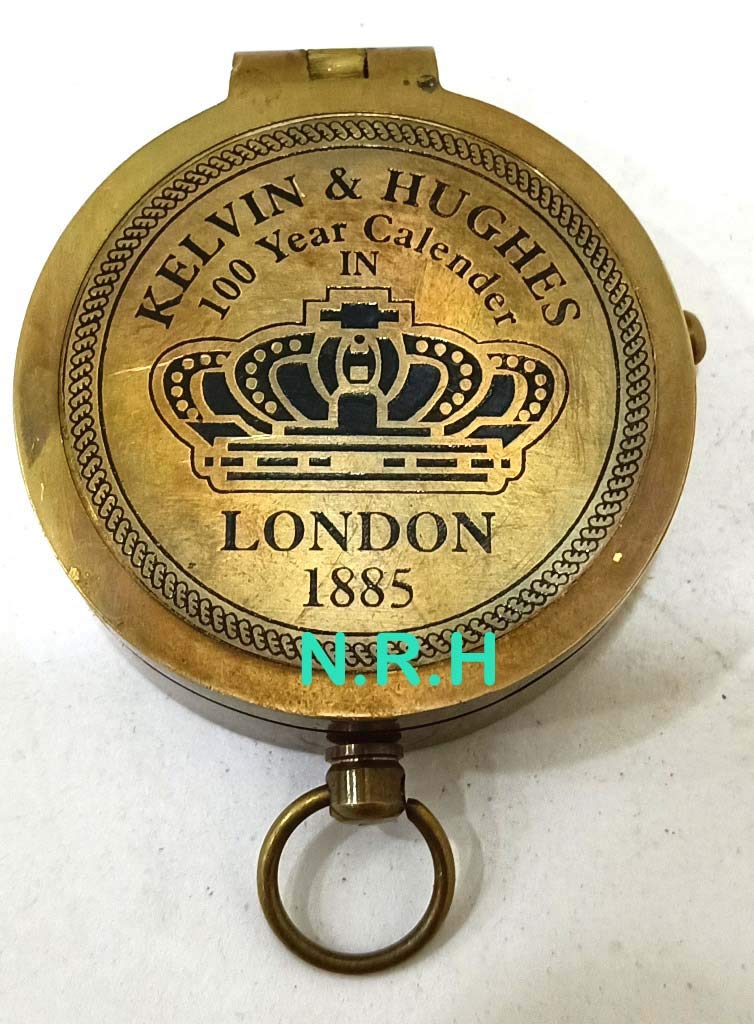 KELVIN & HUGHES
100 Year Calender
IN
LONDON
1885
N.R.H